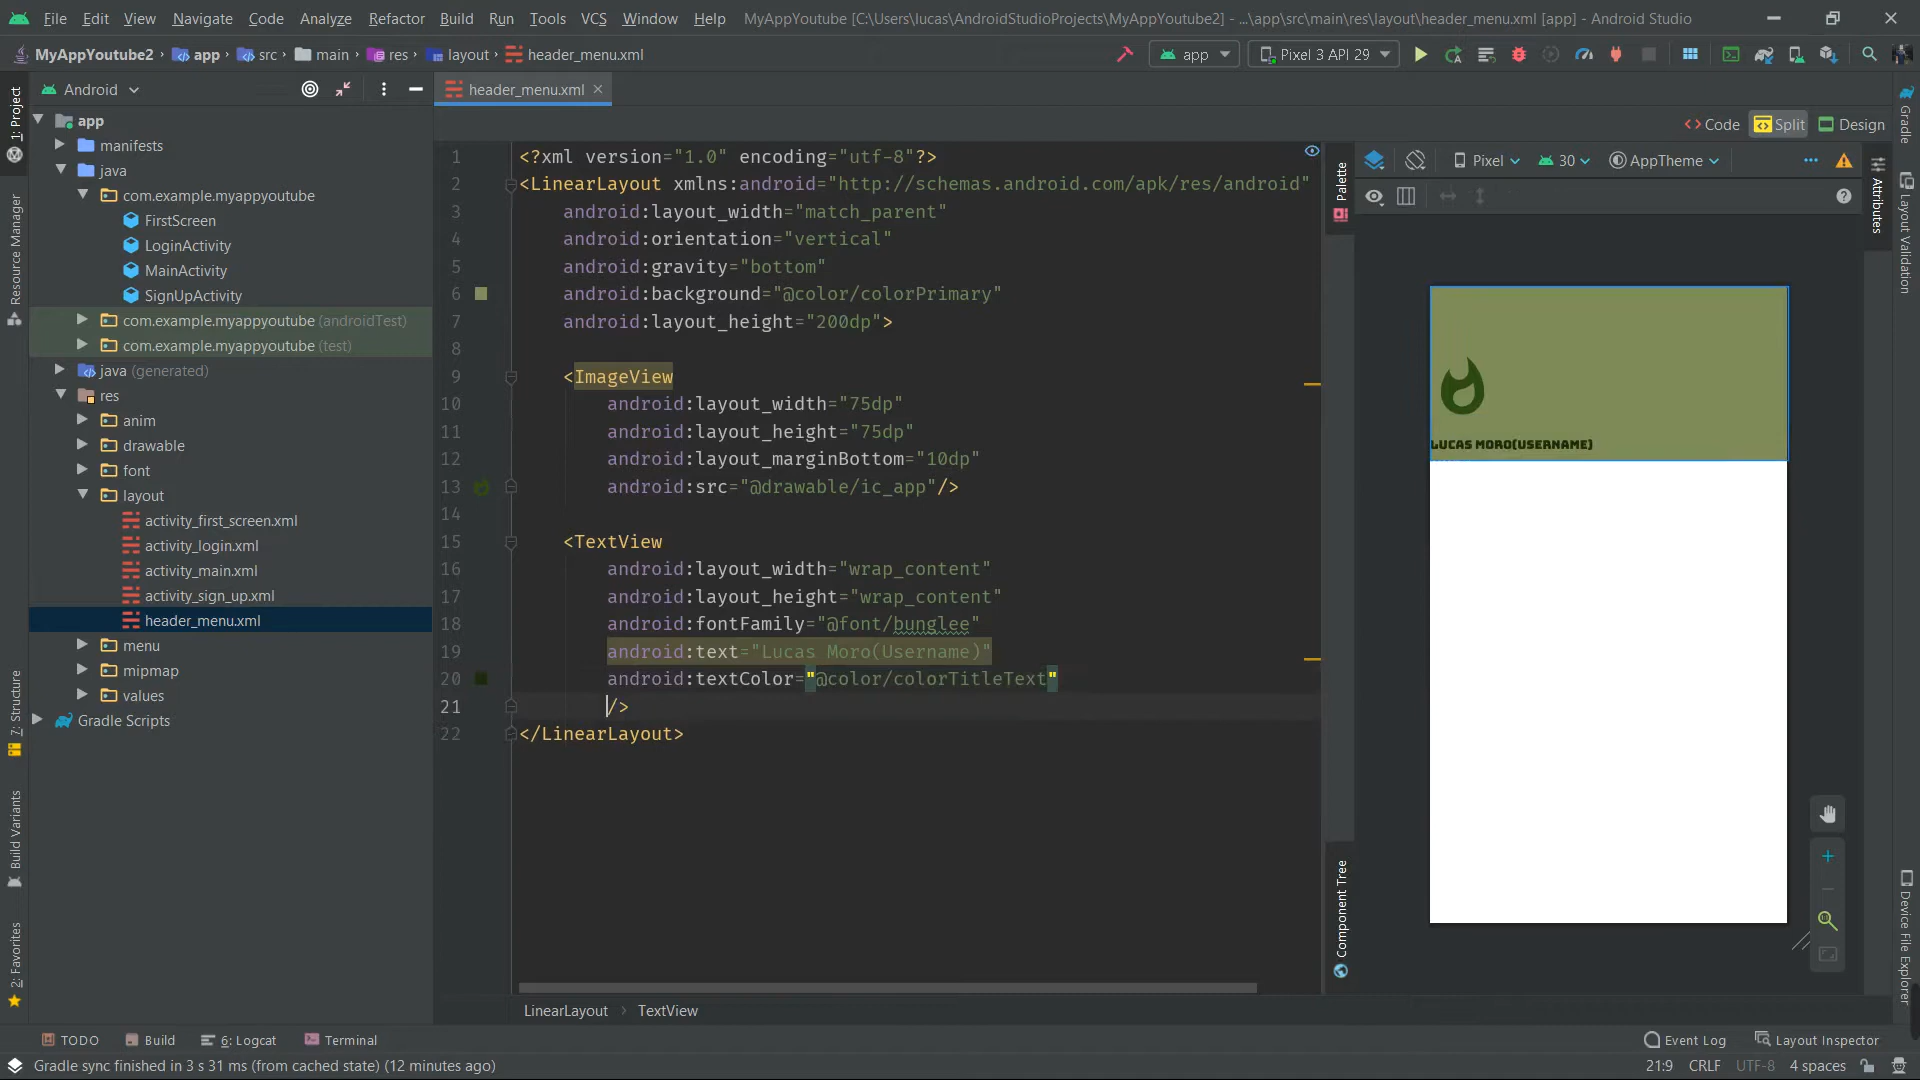 File Edit View Navigate Code Analyze Refactor Build Run Tools VCS Window Help MyAppYoutube [C:\Users\lucas\AndroidStudioProjects\MyAppYoutube2] - ...\app\src\main\res\layout\header_menu.xml [app] - Android Studio
MyAppYoutube2 app src main res layout header_menu.xml app Pixel 3 API 29
Android
header_menu.xml
Code Split Design
1: Project
Resource Manager
7: Structure
Build Variants
2: Favorites
app
manifests
java
com.example.myappyoutube
FirstScreen
LoginActivity
MainActivity
SignUpActivity
com.example.myappyoutube (androidTest)
com.example.myappyoutube (test)
java (generated)
res
anim
drawable
font
layout
activity_first_screen.xml
activity_login.xml
activity_main.xml
activity_sign_up.xml
header_menu.xml
menu
mipmap
values
Gradle Scripts
1 <?xml version="1.0" encoding="utf-8"?>
2 <LinearLayout xmlns:android="http://schemas.android.com/apk/res/android"
3 android:layout_width="match_parent"
4 android:orientation="vertical"
5 android:gravity="bottom"
6 android:background="@color/colorPrimary"
7 android:layout_height="200dp">
8
9 <ImageView
10 android:layout_width="75dp"
11 android:layout_height="75dp"
12 android:layout_marginBottom="10dp"
13 android:src="@drawable/ic_app"/>
14
15 <TextView
16 android:layout_width="wrap_content"
17 android:layout_height="wrap_content"
18 android:fontFamily="@font/bunglee"
19 android:text="Lucas Moro(Username)"
20 android:textColor="@color/colorTitleText"
21 />
22 </LinearLayout>
LinearLayout TextView
Palette
Component Tree
Pixel 30 AppTheme
LUCAS MORO(USERNAME)
Attributes
Gradle
Layout Validation
Device File Explorer
TODO Build 6: Logcat Terminal Event Log Layout Inspector
Gradle sync finished in 3 s 31 ms (from cached state) (12 minutes ago) 21:9 CRLF UTF-8 4 spaces